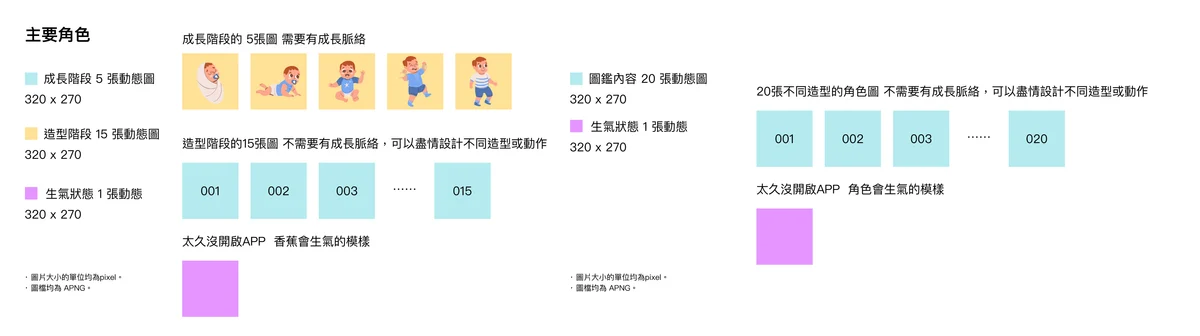 主要角色
成長階段 5 張動態圖
320 x 270
造型階段 15 張動態圖
320 x 270
生氣狀態 1 張動態
320 x 270
· 圖片大小的單位均為pixel。
· 圖檔均為 APNG。
成長階段的 5張圖 需要有成長脈絡
造型階段的15張圖 不需要有成長脈絡，可以盡情設計不同造型或動作
001 002 003 ⋯⋯ 015
太久沒開啟APP 香蕉會生氣的模樣
圖鑑內容 20 張動態圖
320 x 270
生氣狀態 1 張動態
320 x 270
· 圖片大小的單位均為pixel。
· 圖檔均為 APNG。
20張不同造型的角色圖 不需要有成長脈絡，可以盡情設計不同造型或動作
001 002 003 ⋯⋯ 020
太久沒開啟APP 角色會生氣的模樣